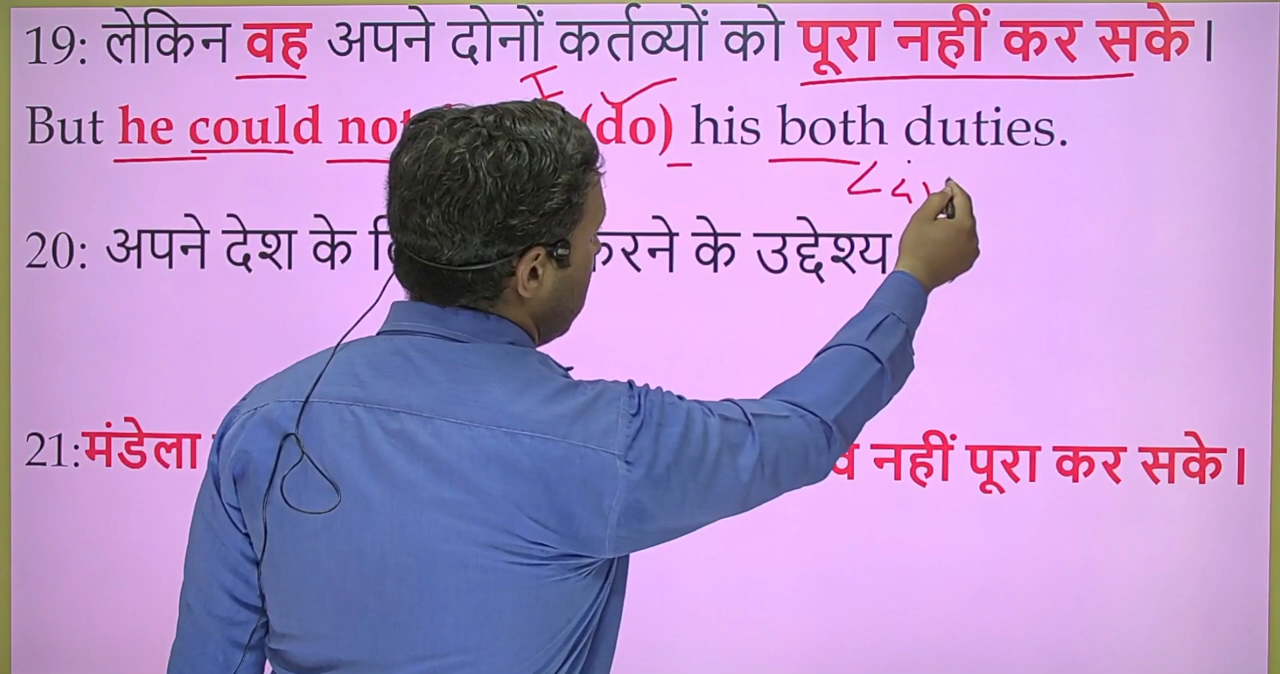 19: लेकिन वह अपने दोनों कर्तव्यों को पूरा नहीं कर सके।
But he could not (do) his both duties.
20: अपने देश के करने के उद्देश्य
21:मंडेला नहीं पूरा कर सके।